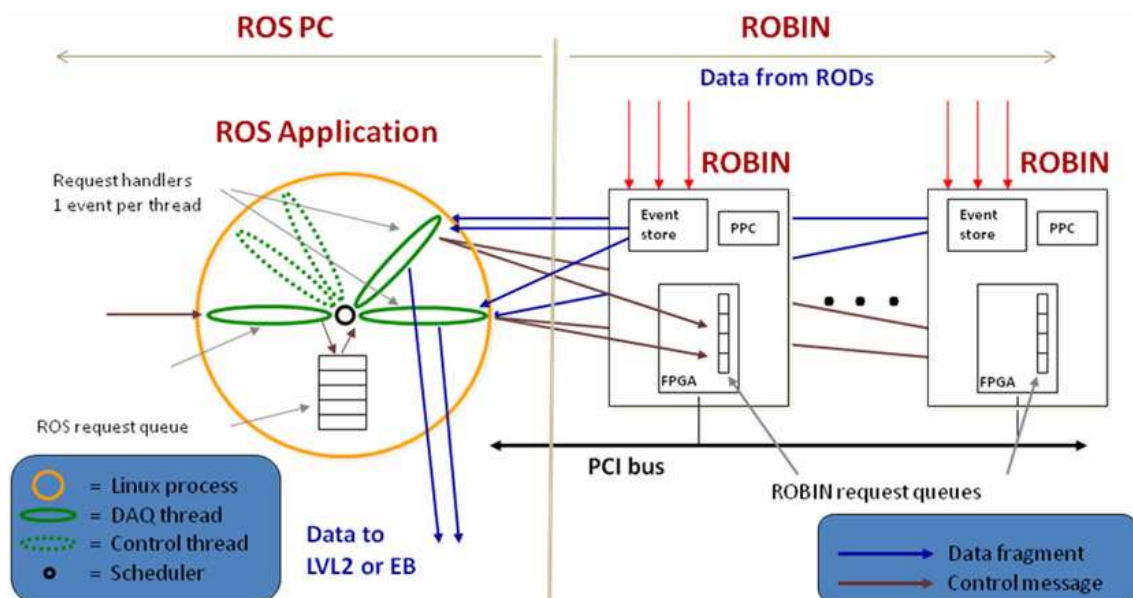 ROS PC
ROBIN
Data from RODs
ROS Application
ROBIN
ROBIN
Request handlers
1 event per thread
Event
store
PPC
Event
store
PPC
FPGA
FPGA
ROS request queue
PCI bus
ROBIN request queues
= Linux process
= DAQ thread
= Control thread
= Scheduler
Data to
LVL2 or EB
Data fragment
Control message